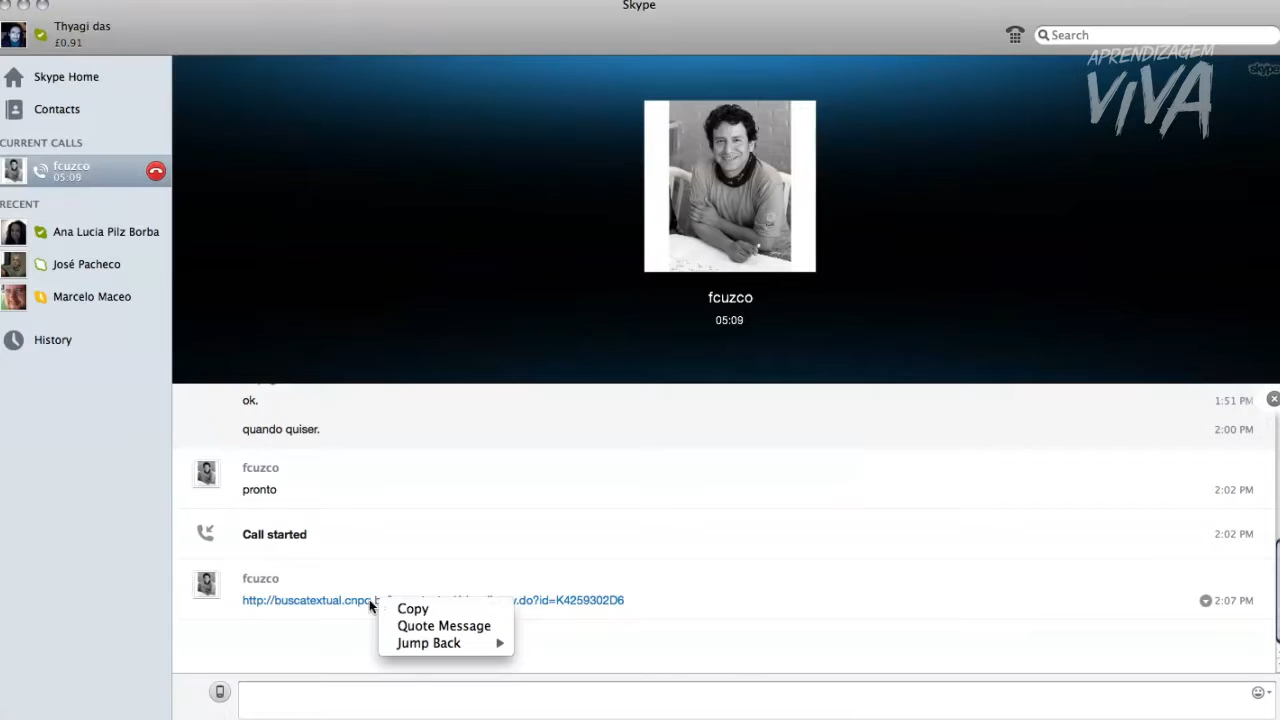 Skype
Thyagi das
£0.91
Search
APRENDIZAGEM
VIVA
skype
Skype Home
Contacts
CURRENT CALLS
fcuzco
05:09
RECENT
Ana Lucia Pilz Borba
José Pacheco
Marcelo Maceo
History
fcuzco
05:09
ok.
1:51 PM
quando quiser.
2:00 PM
fcuzco
pronto
2:02 PM
Call started
2:02 PM
fcuzco
http://buscatextual.cnpq
.do?id=K4259302D6
2:07 PM
Copy
Quote Message
Jump Back